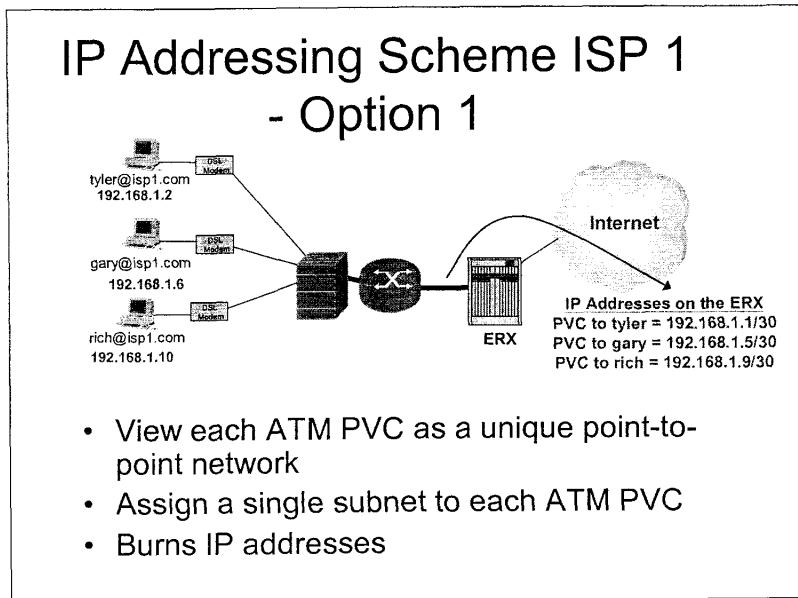 IP Addressing Scheme ISP 1
- Option 1
DSL
Modem
tyler@isp1.com
192.168.1.2
DSL
Modem
gary@isp1.com
192.168.1.6
DSL
Modem
rich@isp1.com
192.168.1.10
ERX
Internet
IP Addresses on the ERX
PVC to tyler = 192.168.1.1/30
PVC to gary = 192.168.1.5/30
PVC to rich = 192.168.1.9/30
• View each ATM PVC as a unique point-to-
point network
• Assign a single subnet to each ATM PVC
• Burns IP addresses